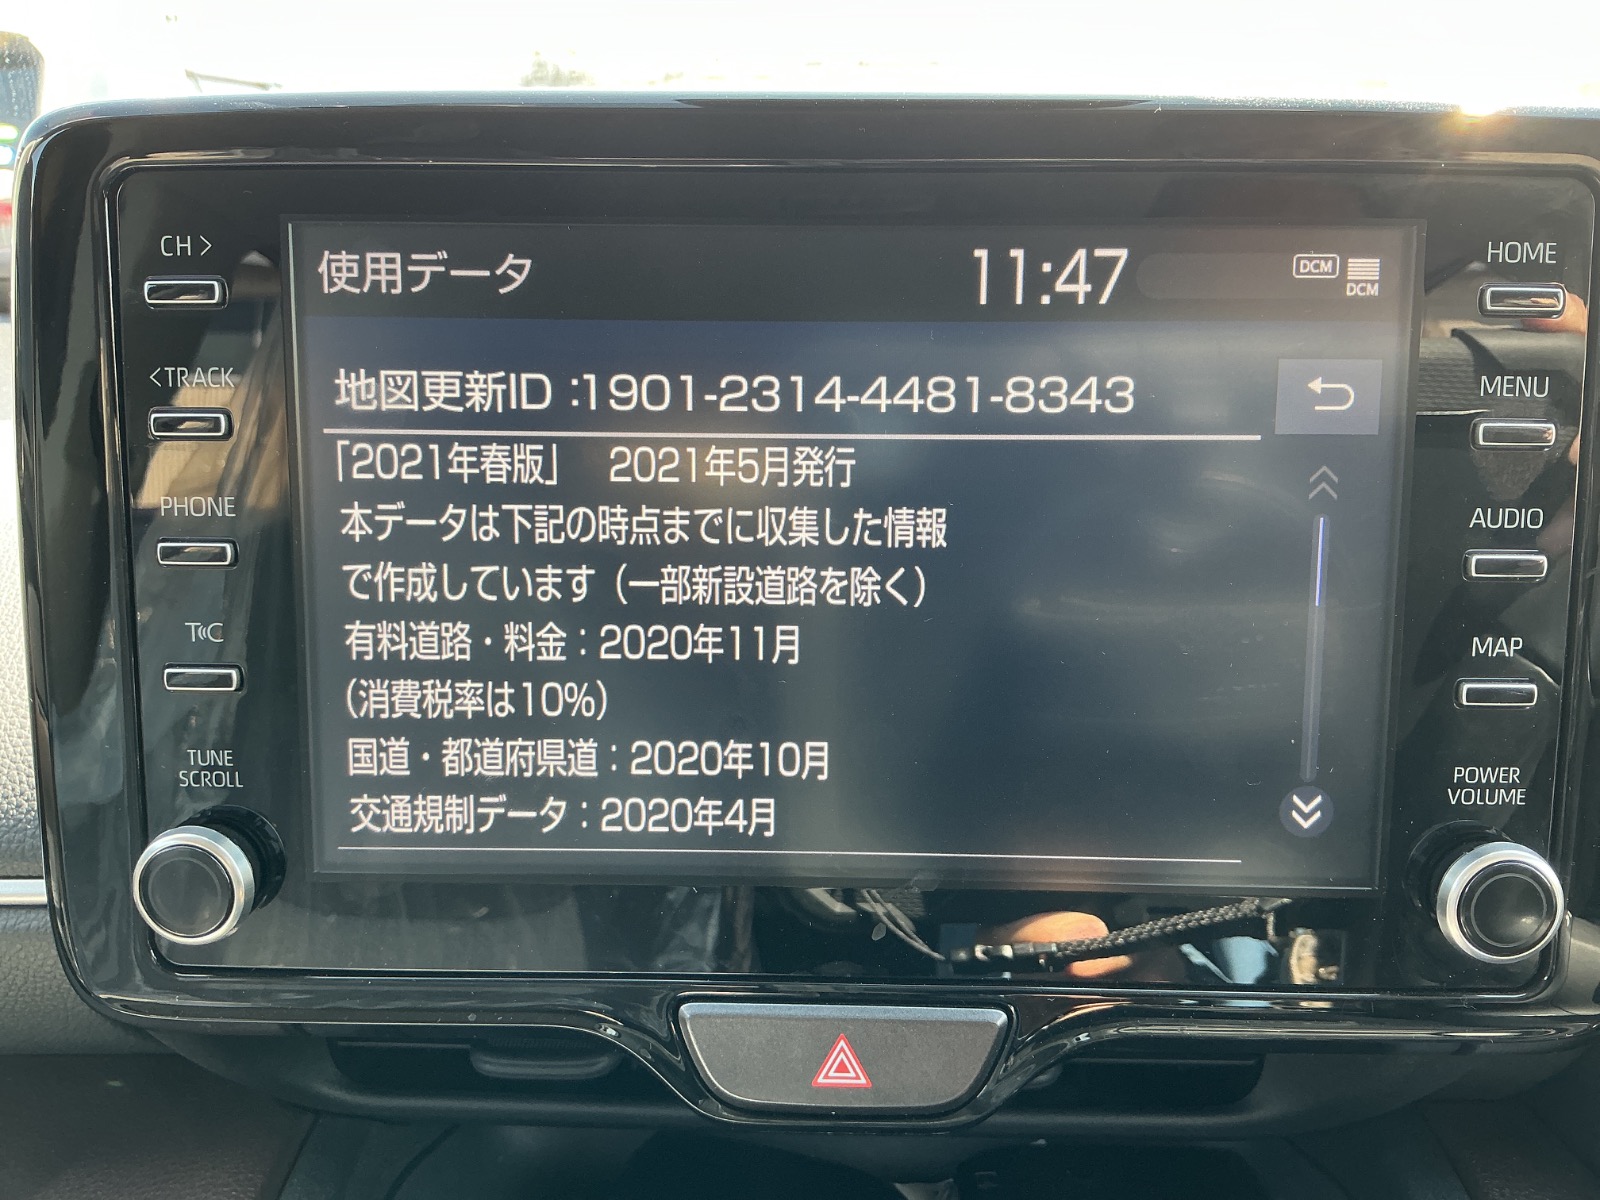 使用データ 11:47 DCM DCM
地図更新ID :1901-2314-4481-8343
「2021年春版」 2021年5月発行
本データは下記の時点までに収集した情報
で作成しています（一部新設道路を除く）
有料道路・料金：2020年11月
（消費税率は10%）
国道・都道府県道：2020年10月
交通規制データ：2020年4月
CH >
< TRACK
PHONE
T«C
TUNE
SCROLL
HOME
MENU
AUDIO
MAP
POWER
VOLUME